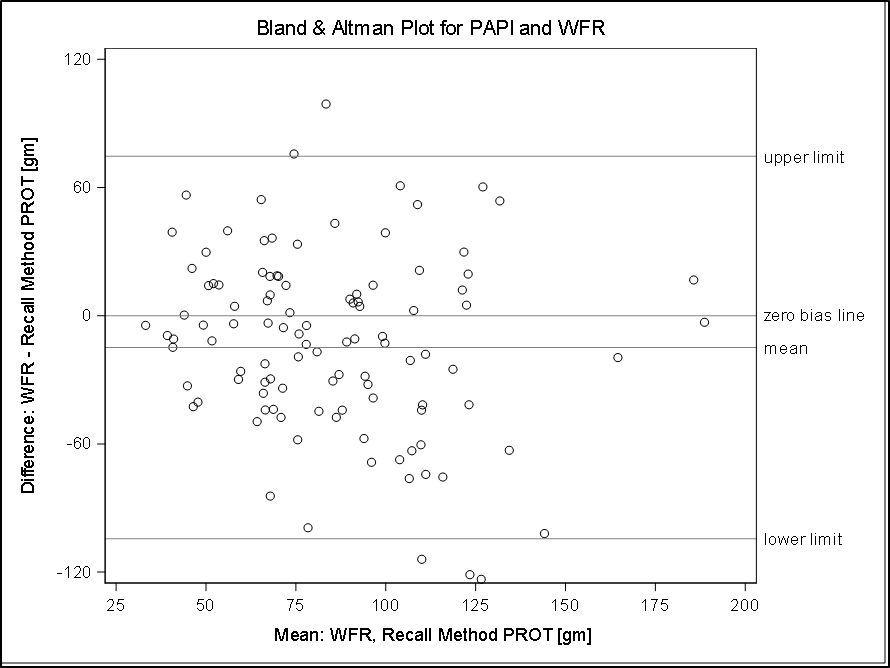 Bland & Altman Plot for PAPI and WFR
120
60
0
-60
-120
Difference: WFR - Recall Method PROT [gm]
upper limit
zero bias line
mean
lower limit
25
50
75
100
125
150
175
200
Mean: WFR, Recall Method PROT [gm]